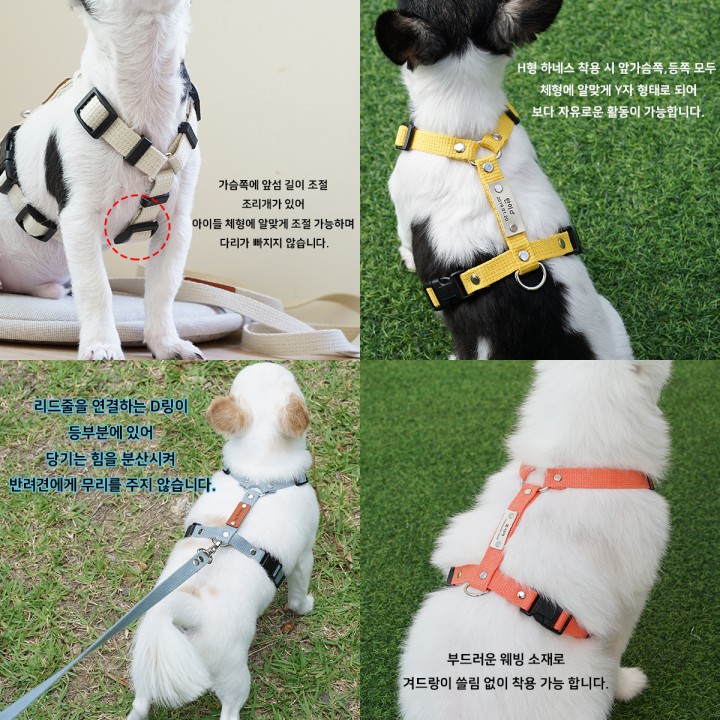 가슴쪽에 앞섬 길이 조절
조리개가 있어
아이들 체형에 알맞게 조절 가능하며
다리가 빠지지 않습니다.
H형 하네스 착용 시 앞가슴쪽,등쪽 모두
체형에 알맞게 Y자 형태로 되어
보다 자유로운 활동이 가능합니다.
리드줄을 연결하는 D링이
등부분에 있어
당기는 힘을 분산시켜
반려견에게 무리를 주지 않습니다.
부드러운 웨빙 소재로
겨드랑이 쓸림 없이 착용 가능 합니다.